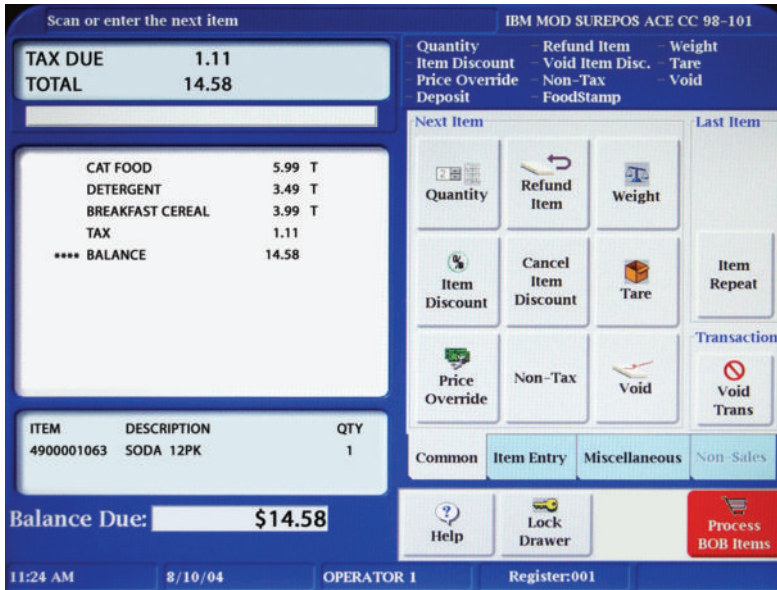 Scan or enter the next item
IBM MOD SUREPOS ACE CC 98-101
TAX DUE 1.11
TOTAL 14.58
Quantity - Refund Item - Weight
Item Discount - Void Item Disc. - Tare
Price Override - Non-Tax - Void
Deposit - FoodStamp
CAT FOOD 5.99 T
DETERGENT 3.49 T
BREAKFAST CEREAL 3.99 T
TAX 1.11
**** BALANCE 14.58
ITEM DESCRIPTION QTY
4900001063 SODA 12PK 1
Balance Due: $14.58
Next Item
Last Item
2
Quantity
Refund
Item
Weight
%
Item
Discount
Cancel
Item
Discount
Tare
Item
Repeat
Price
Override
Non-Tax
Void
Transaction
Void
Trans
Common Item Entry Miscellaneous Non-Sales
?
Help
Lock
Drawer
Process
BOB Items
11:24 AM 8/10/04 OPERATOR 1 Register:001